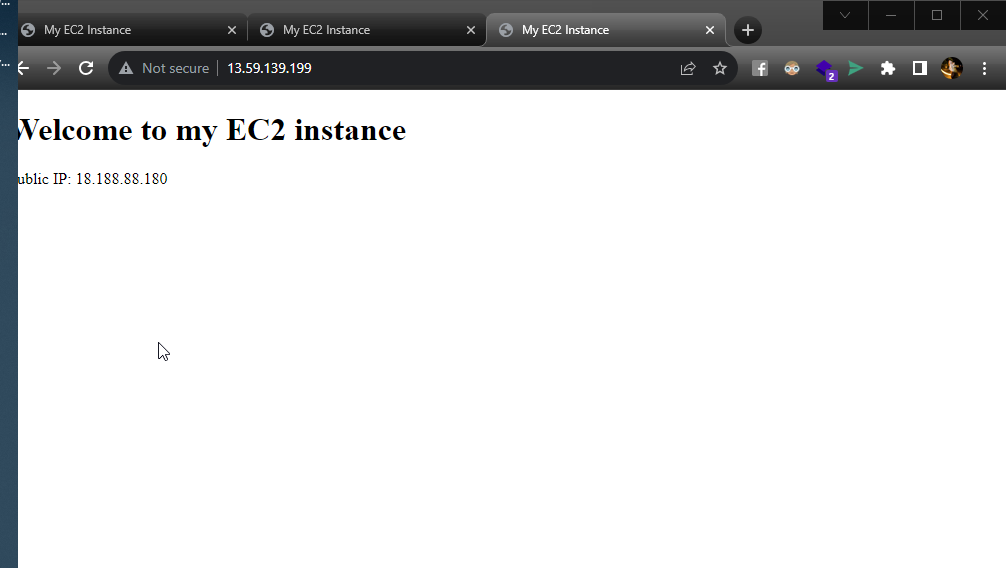 My EC2 Instance
My EC2 Instance
My EC2 Instance
Not secure
13.59.139.199
2
Welcome to my EC2 instance
ublic IP: 18.188.88.180